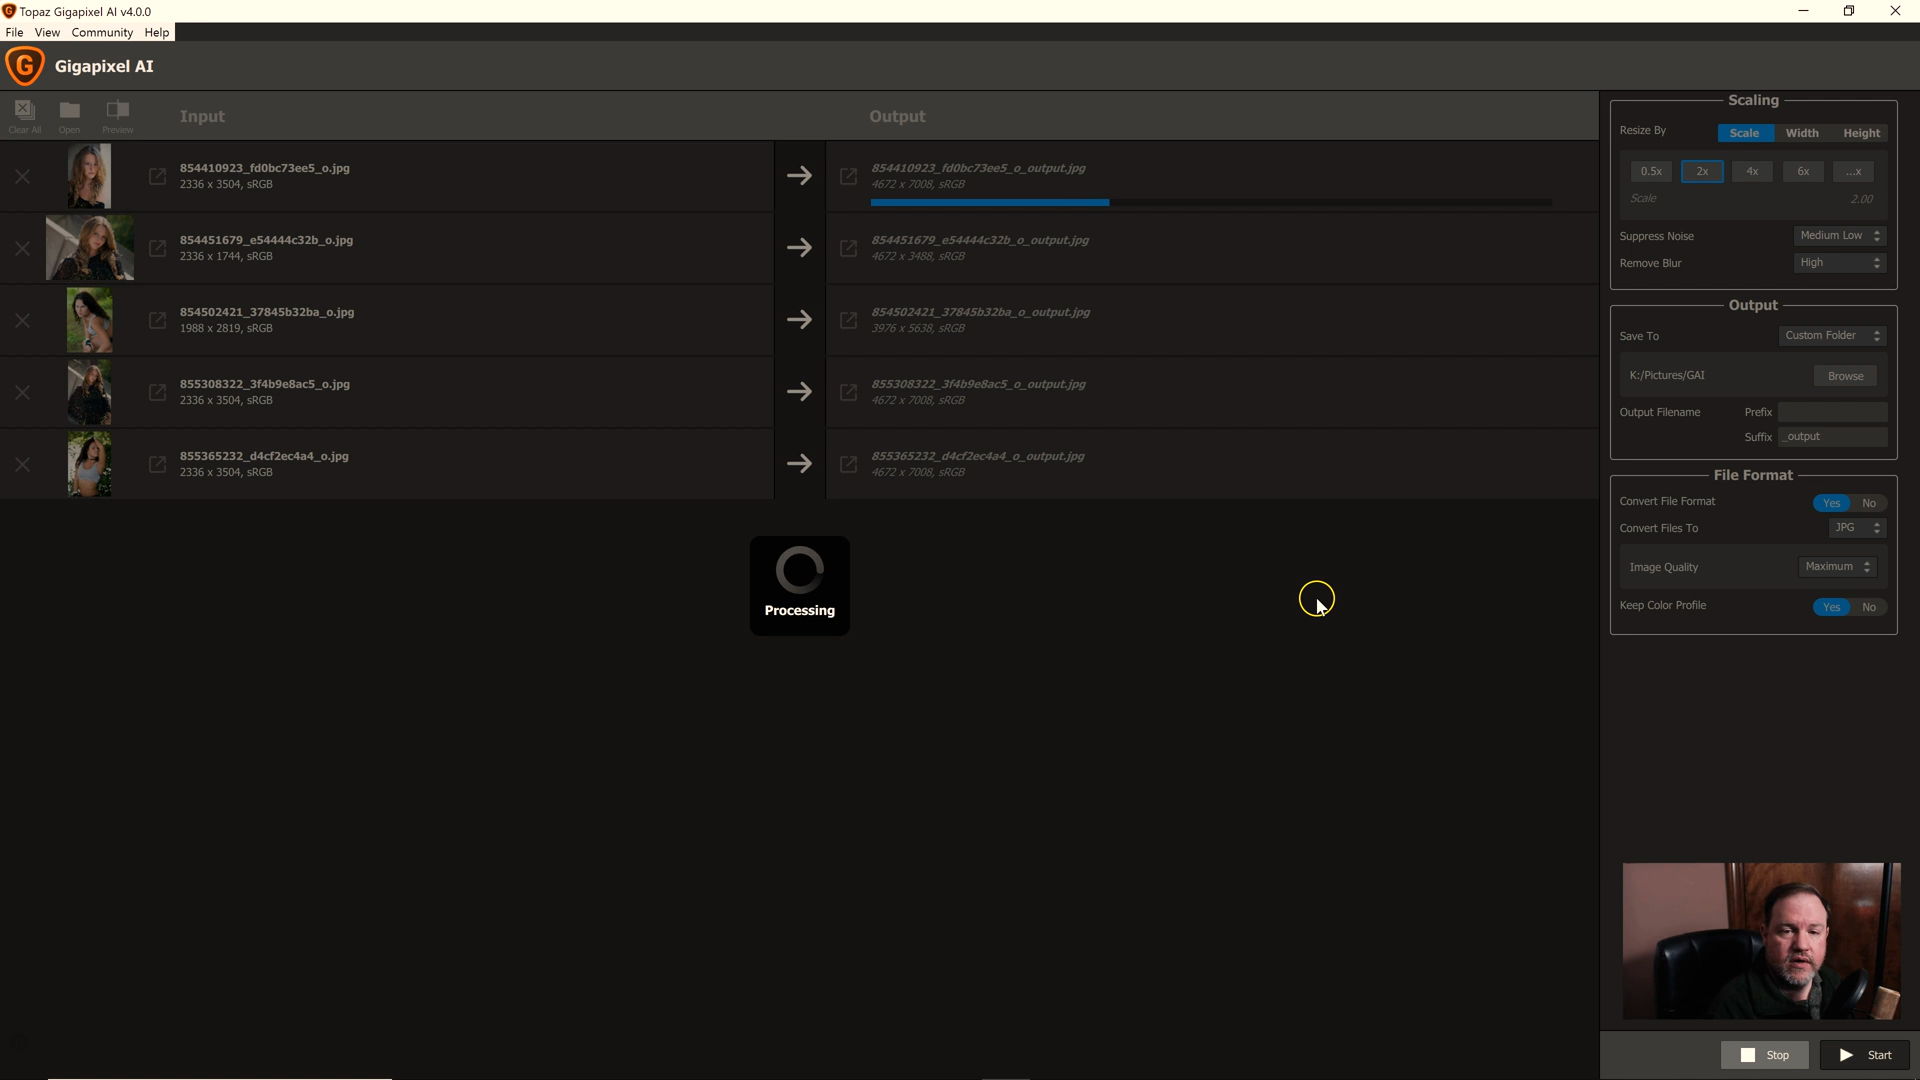 Topaz Gigapixel AI v4.0.0
File View Community Help
G Gigapixel AI
Clear All Open Preview Input Output
854410923_fd0bc73ee5_o.jpg
2336 x 3504, sRGB
854410923_fd0bc73ee5_o_output.jpg
4672 x 7008, sRGB
854451679_e54444c32b_o.jpg
2336 x 1744, sRGB
854451679_e54444c32b_o_output.jpg
4672 x 3488, sRGB
854502421_37845b32ba_o.jpg
1988 x 2819, sRGB
854502421_37845b32ba_o_output.jpg
3976 x 5638, sRGB
855308322_3f4b9e8ac5_o.jpg
2336 x 3504, sRGB
855308322_3f4b9e8ac5_o_output.jpg
4672 x 7008, sRGB
855365232_d4cf2ec4a4_o.jpg
2336 x 3504, sRGB
855365232_d4cf2ec4a4_o_output.jpg
4672 x 7008, sRGB
Processing
Scaling
Resize By Scale Width Height
0.5x 2x 4x 6x ...x
Scale 2.00
Suppress Noise Medium Low
Remove Blur High
Output
Save To Custom Folder
K:/Pictures/GAI Browse
Output Filename Prefix
Suffix _output
File Format
Convert File Format Yes No
Convert Files To JPG
Image Quality Maximum
Keep Color Profile Yes No
Stop Start